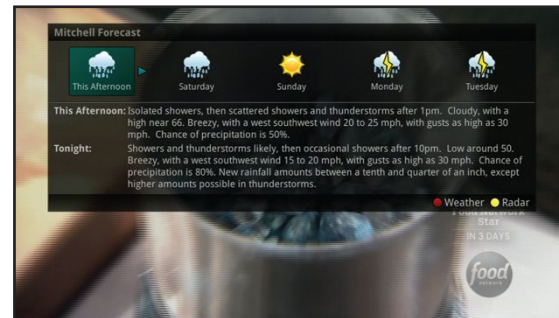 Mitchell Forecast
This Afternoon
Saturday
Sunday
Monday
Tuesday
This Afternoon: Isolated showers, then scattered showers and thunderstorms after 1pm. Cloudy, with a
high near 66. Breezy, with a west southwest wind 20 to 25 mph, with gusts as high as 30
mph. Chance of precipitation is 50%.
Tonight: Showers and thunderstorms likely, then occasional showers after 10pm. Low around 50.
Breezy, with a west southwest wind 15 to 20 mph, with gusts as high as 30 mph. Chance of
precipitation is 80%. New rainfall amounts between a tenth and quarter of an inch, except
higher amounts possible in thunderstorms.
Weather Radar
Food Network
Star
IN 3 DAYS
food
network